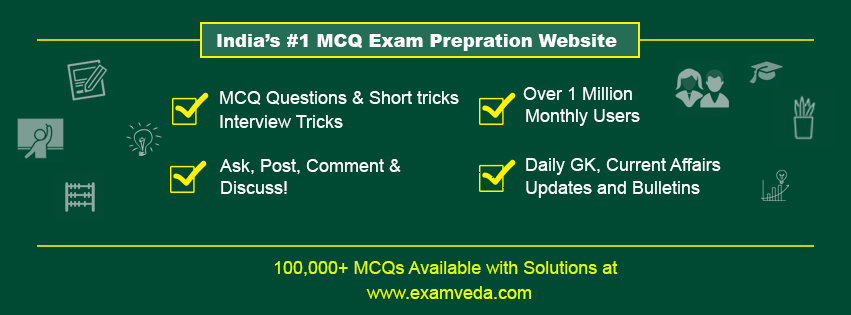 India's #1 MCQ Exam Prepration Website
MCQ Questions & Short tricks
Interview Tricks
Over 1 Million
Monthly Users
Ask, Post, Comment &
Discuss!
Daily GK, Current Affairs
Updates and Bulletins
100,000+ MCQs Available with Solutions at
www.examveda.com